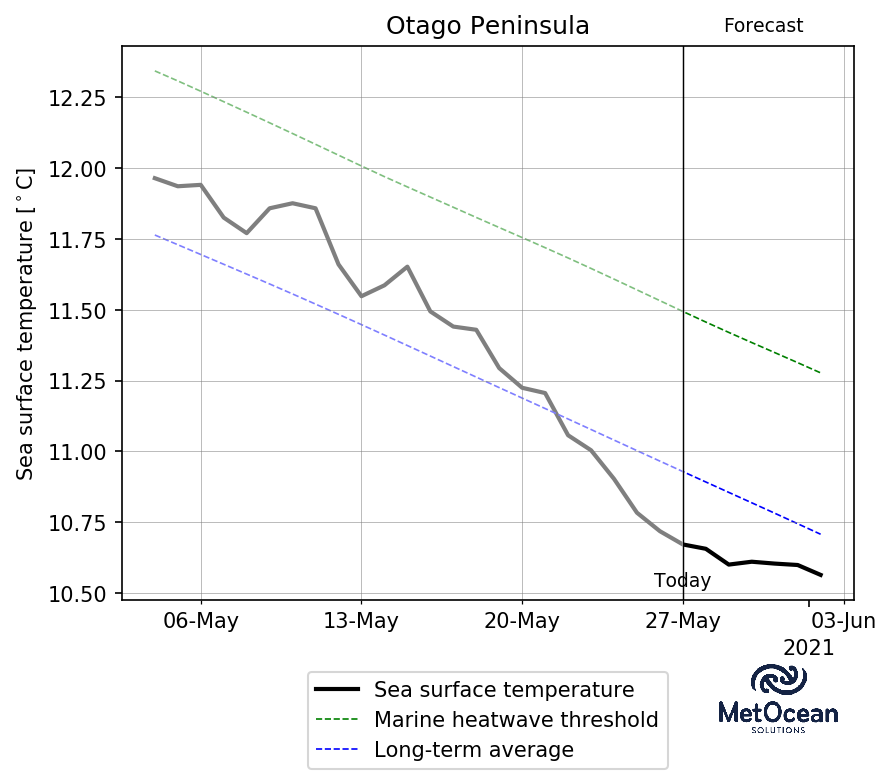 Otago Peninsula
Forecast
Sea surface temperature [°C]
12.25
12.00
11.75
11.50
11.25
11.00
10.75
10.50
Today
06-May
13-May
20-May
27-May
03-Jun
2021
Sea surface temperature
Marine heatwave threshold
Long-term average
MetOcean
SOLUTIONS